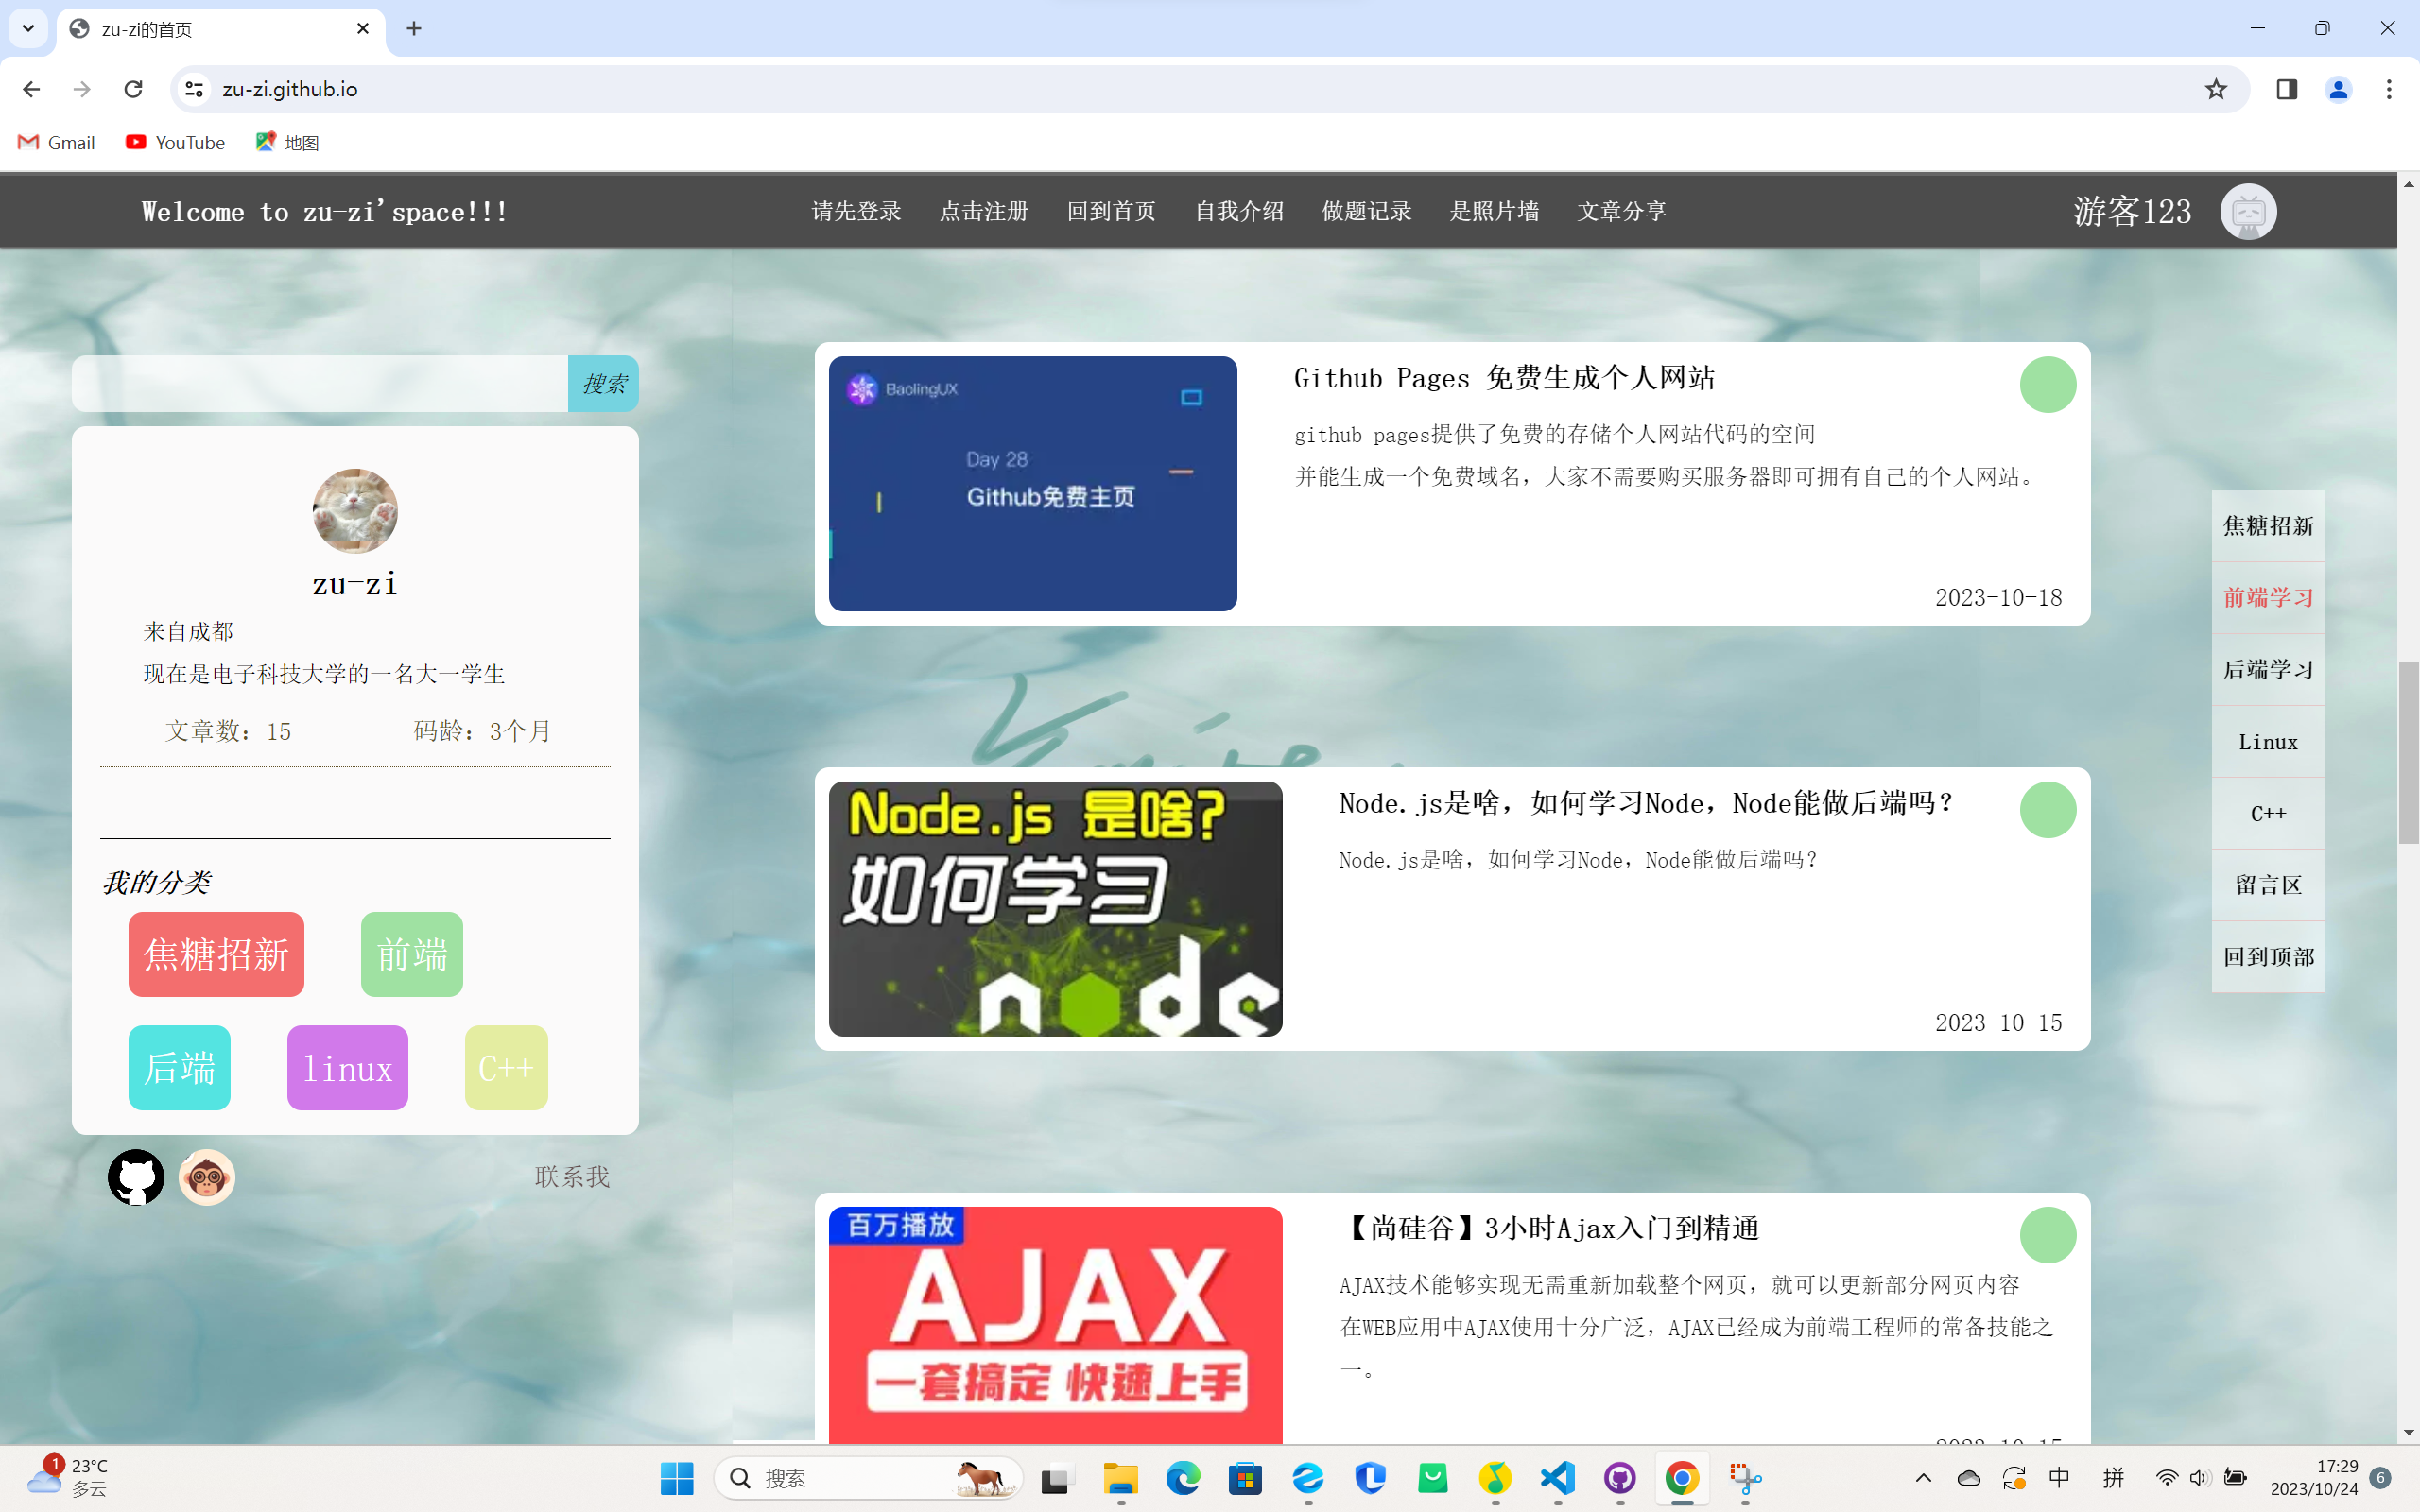 zu-zi的首页
zu-zi.github.io
Gmail
YouTube
地图
Welcome to zu-zi'space!!!
请先登录
点击注册
回到首页
自我介绍
做题记录
是照片墙
文章分享
游客123
搜索
zu-zi
来自成都
现在是电子科技大学的一名大一学生
文章数：15
码龄：3个月
我的分类
焦糖招新
前端
后端
linux
C++
联系我
BaolingUX
Day 28
Github免费主页
Github Pages 免费生成个人网站
github pages提供了免费的存储个人网站代码的空间
并能生成一个免费域名，大家不需要购买服务器即可拥有自己的个人网站。
2023-10-18
Node.js 是啥?
如何学习
node
Node.js是啥，如何学习Node，Node能做后端吗？
Node.js是啥，如何学习Node，Node能做后端吗？
2023-10-15
百万播放
AJAX
一套搞定 快速上手
【尚硅谷】3小时Ajax入门到精通
AJAX技术能够实现无需重新加载整个网页，就可以更新部分网页内容
在WEB应用中AJAX使用十分广泛，AJAX已经成为前端工程师的常备技能之
一。
焦糖招新
前端学习
后端学习
Linux
C++
留言区
回到顶部
1
23°C
多云
搜索
中
拼
17:29
2023/10/24
6